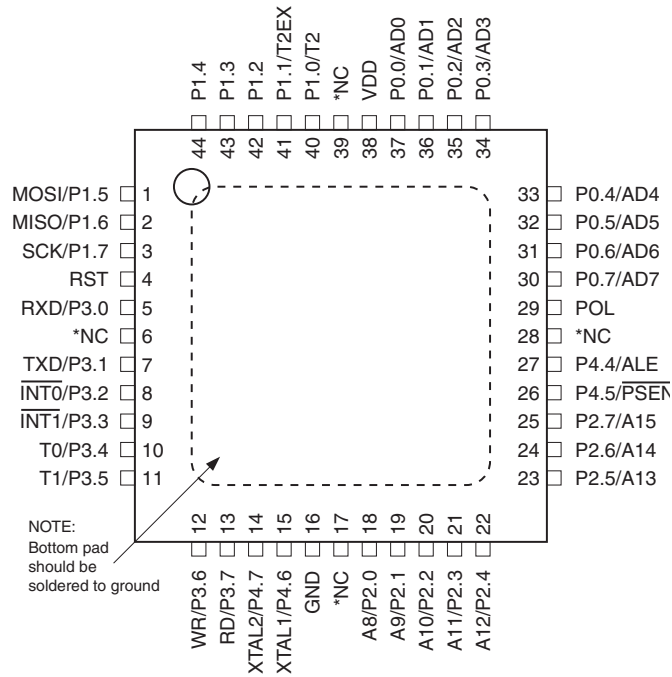 P1.4
P1.3
P1.2
P1.1/T2EX
P1.0/T2
*NC
VDD
P0.0/AD0
P0.1/AD1
P0.2/AD2
P0.3/AD3
44
43
42
41
40
39
38
37
36
35
34
MOSI/P1.5 1
MISO/P1.6 2
SCK/P1.7 3
RST 4
RXD/P3.0 5
*NC 6
TXD/P3.1 7
INT0/P3.2 8
INT1/P3.3 9
T0/P3.4 10
T1/P3.5 11
33 P0.4/AD4
32 P0.5/AD5
31 P0.6/AD6
30 P0.7/AD7
29 POL
28 *NC
27 P4.4/ALE
26 P4.5/PSEN
25 P2.7/A15
24 P2.6/A14
23 P2.5/A13
NOTE:
Bottom pad
should be
soldered to ground
12
13
14
15
16
17
18
19
20
21
22
WR/P3.6
RD/P3.7
XTAL2/P4.7
XTAL1/P4.6
GND
*NC
A8/P2.0
A9/P2.1
A10/P2.2
A11/P2.3
A12/P2.4